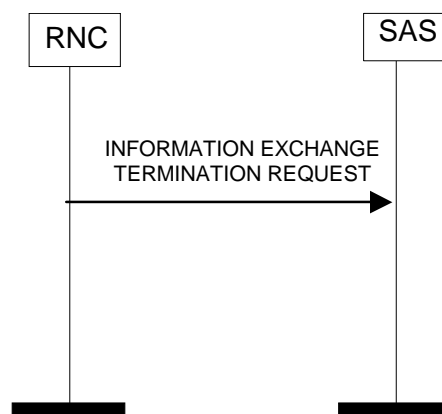 RNC
SAS
INFORMATION EXCHANGE
TERMINATION REQUEST